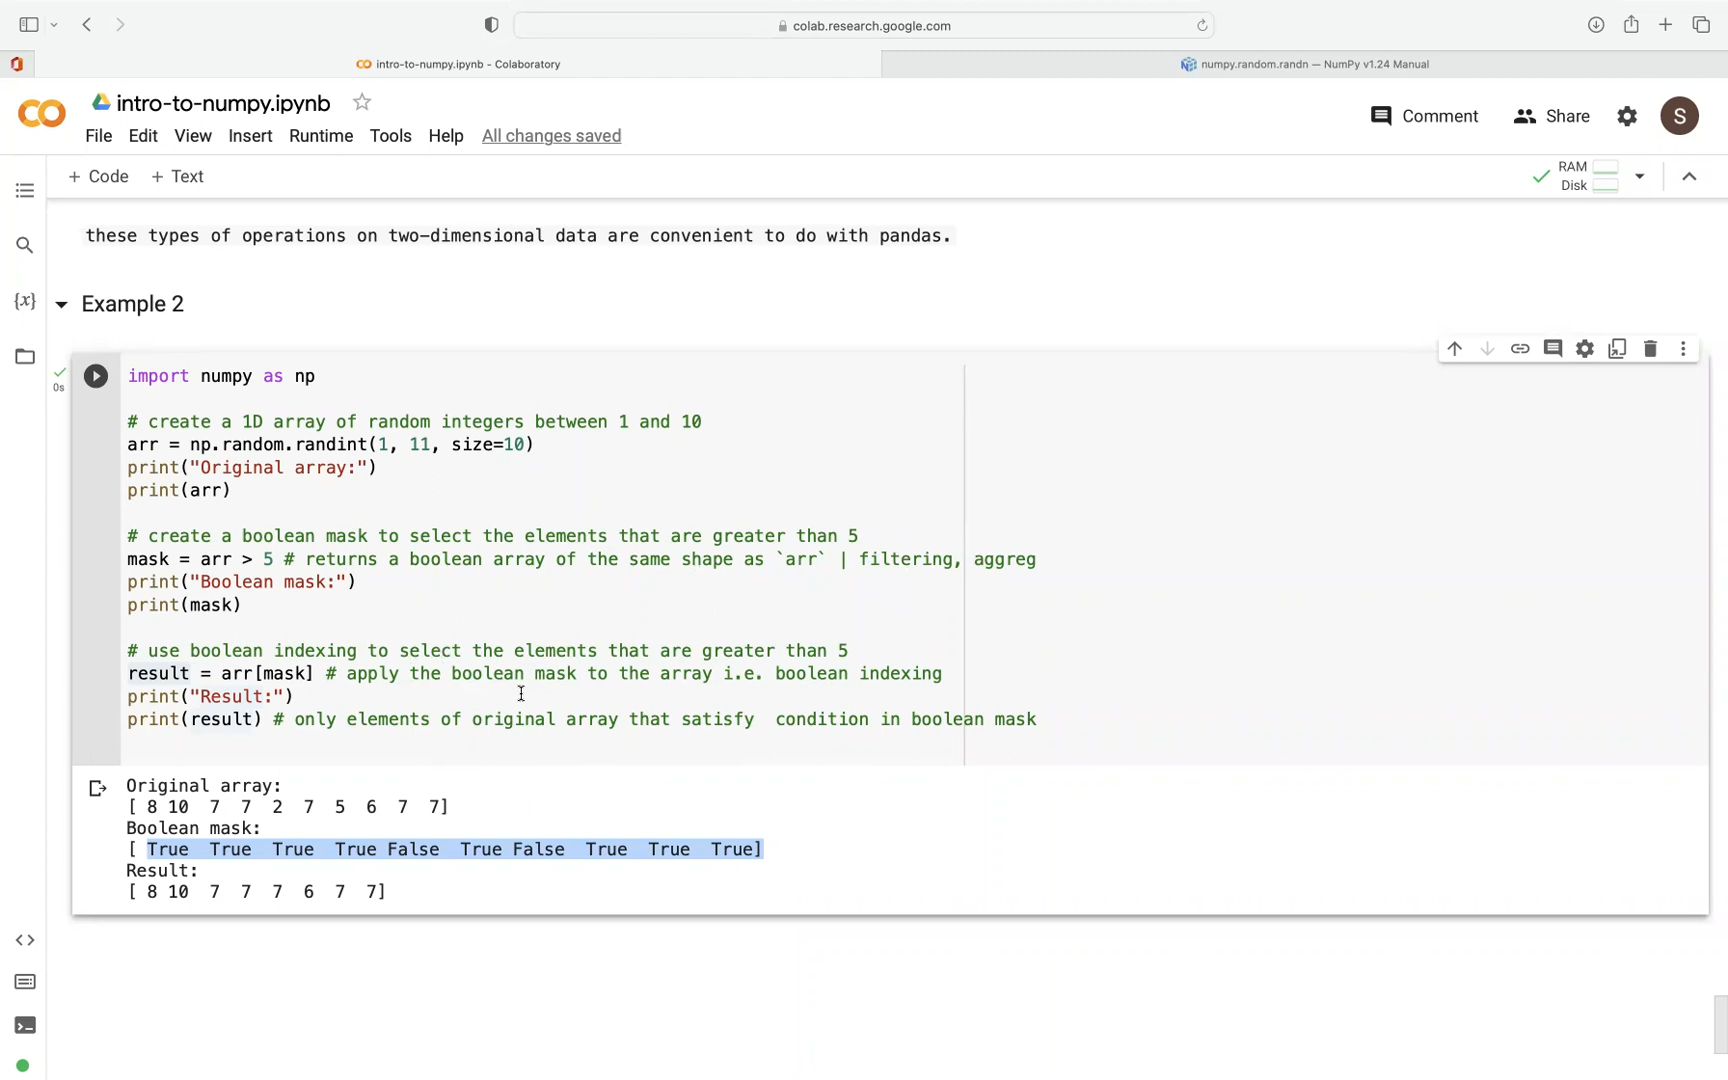 colab.research.google.com
intro-to-numpy.ipynb - Colaboratory
numpy.random.randn — NumPy v1.24 Manual
intro-to-numpy.ipynb
Comment
Share
S
File Edit View Insert Runtime Tools Help All changes saved
+ Code + Text
RAM
Disk
these types of operations on two-dimensional data are convenient to do with pandas.
{x}
Example 2
0s
import numpy as np
# create a 1D array of random integers between 1 and 10
arr = np.random.randint(1, 11, size=10)
print("Original array:")
print(arr)
# create a boolean mask to select the elements that are greater than 5
mask = arr > 5 # returns a boolean array of the same shape as `arr` | filtering, aggreg
print("Boolean mask:")
print(mask)
# use boolean indexing to select the elements that are greater than 5
result = arr[mask] # apply the boolean mask to the array i.e. boolean indexing
print("Result:")
print(result) # only elements of original array that satisfy  condition in boolean mask
Original array:
[ 8 10  7  7  2  7  5  6  7  7]
Boolean mask:
[ True  True  True  True False  True False  True  True  True]
Result:
[ 8 10  7  7  7  6  7  7]